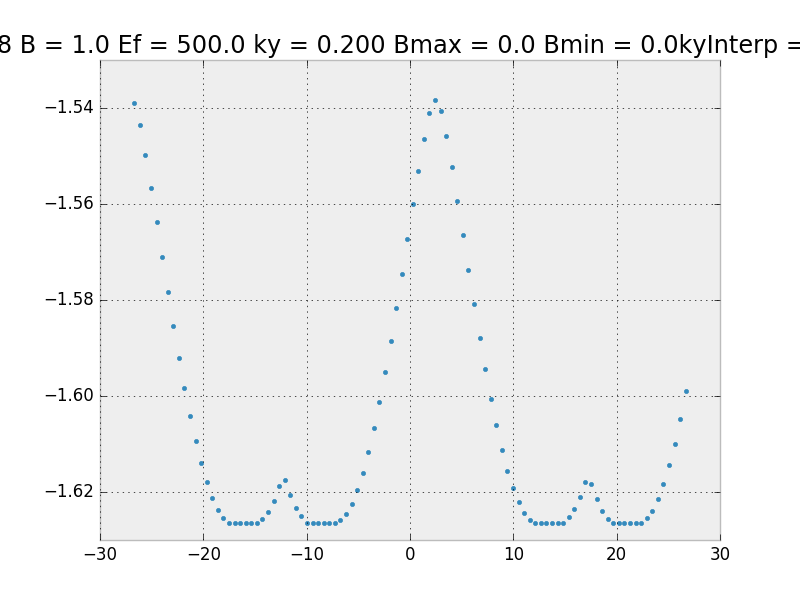 8 B = 1.0 Ef = 500.0 ky = 0.200 Bmax = 0.0 Bmin = 0.0kyInterp =
−1.54
−1.56
−1.58
−1.60
−1.62
−30 −20 −10 0 10 20 30